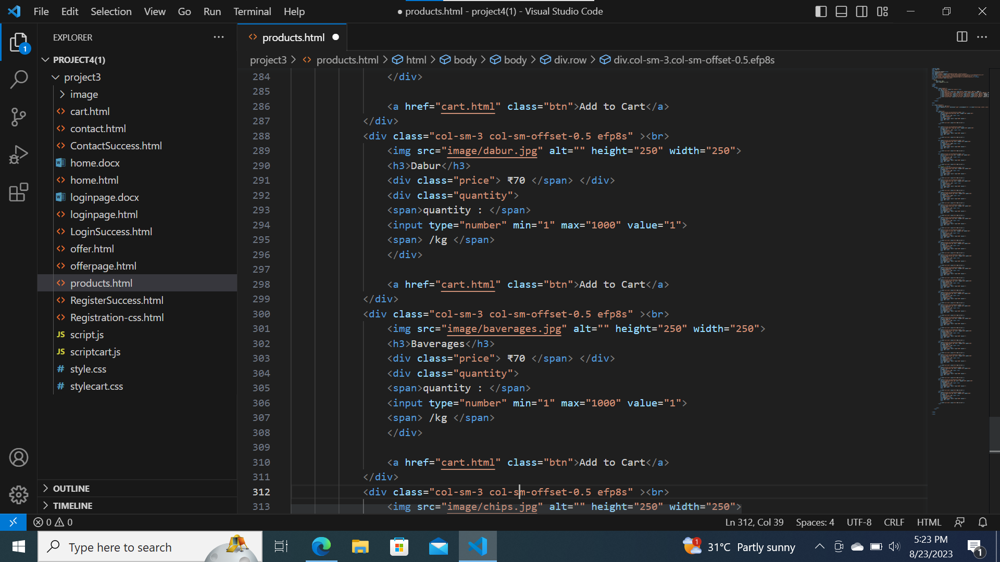 File Edit Selection View Go Run Terminal Help
● products.html - project4(1) - Visual Studio Code
EXPLORER
PROJECT4(1)
project3
image
cart.html
contact.html
ContactSuccess.html
home.docx
home.html
loginpage.docx
loginpage.html
LoginSuccess.html
offer.html
offerpage.html
products.html
RegisterSuccess.html
Registration-css.html
JS script.js
JS scriptcart.js
# style.css
# stylecart.css
OUTLINE
TIMELINE
1
products.html
project3 > products.html > html > body > body > div.row > div.col-sm-3.col-sm-offset-0.5.efp8s
284 </div>
285
286 <a href="cart.html" class="btn">Add to Cart</a>
287 </div>
288 <div class="col-sm-3 col-sm-offset-0.5 efp8s" ><br>
289 <img src="image/dabur.jpg" alt="" height="250" width="250">
290 <h3>Dabur</h3>
291 <div class="price"> ₹70 </span> </div>
292 <div class="quantity">
293 <span>quantity : </span>
294 <input type="number" min="1" max="1000" value="1">
295 <span> /kg </span>
296 </div>
297
298 <a href="cart.html" class="btn">Add to Cart</a>
299 </div>
300 <div class="col-sm-3 col-sm-offset-0.5 efp8s" ><br>
301 <img src="image/baverages.jpg" alt="" height="250" width="250">
302 <h3>Baverages</h3>
303 <div class="price"> ₹70 </span> </div>
304 <div class="quantity">
305 <span>quantity : </span>
306 <input type="number" min="1" max="1000" value="1">
307 <span> /kg </span>
308 </div>
309
310 <a href="cart.html" class="btn">Add to Cart</a>
311 </div>
312 <div class="col-sm-3 col-sm-offset-0.5 efp8s" ><br>
313 <img src="image/chips.jpg" alt="" height="250" width="250">
0 0
Ln 312, Col 39 Spaces: 4 UTF-8 CRLF HTML
Type here to search
1 31°C Partly sunny
5:23 PM
8/23/2023
1